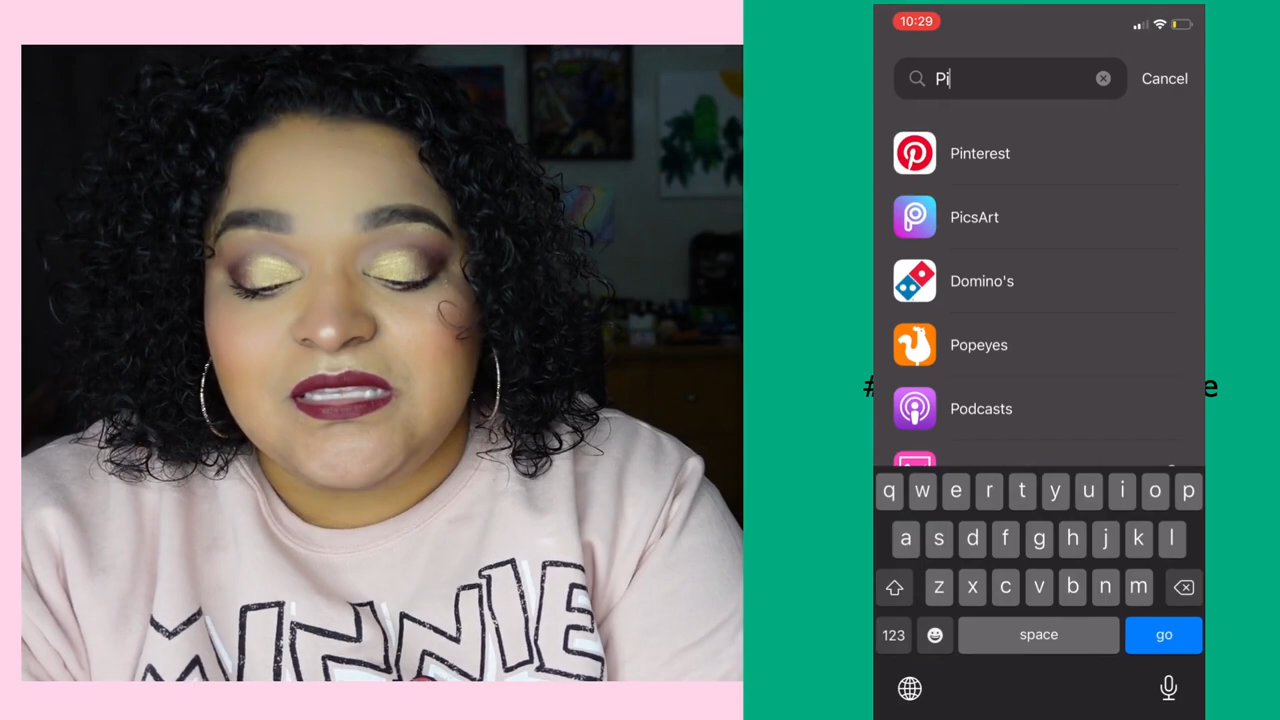 MINNIE
10:29
Pi
Cancel
Pinterest
PicsArt
Domino's
Popeyes
Podcasts
#
e
q w e r t y u i o p
a s d f g h j k l
z x c v b n m
123
space
go